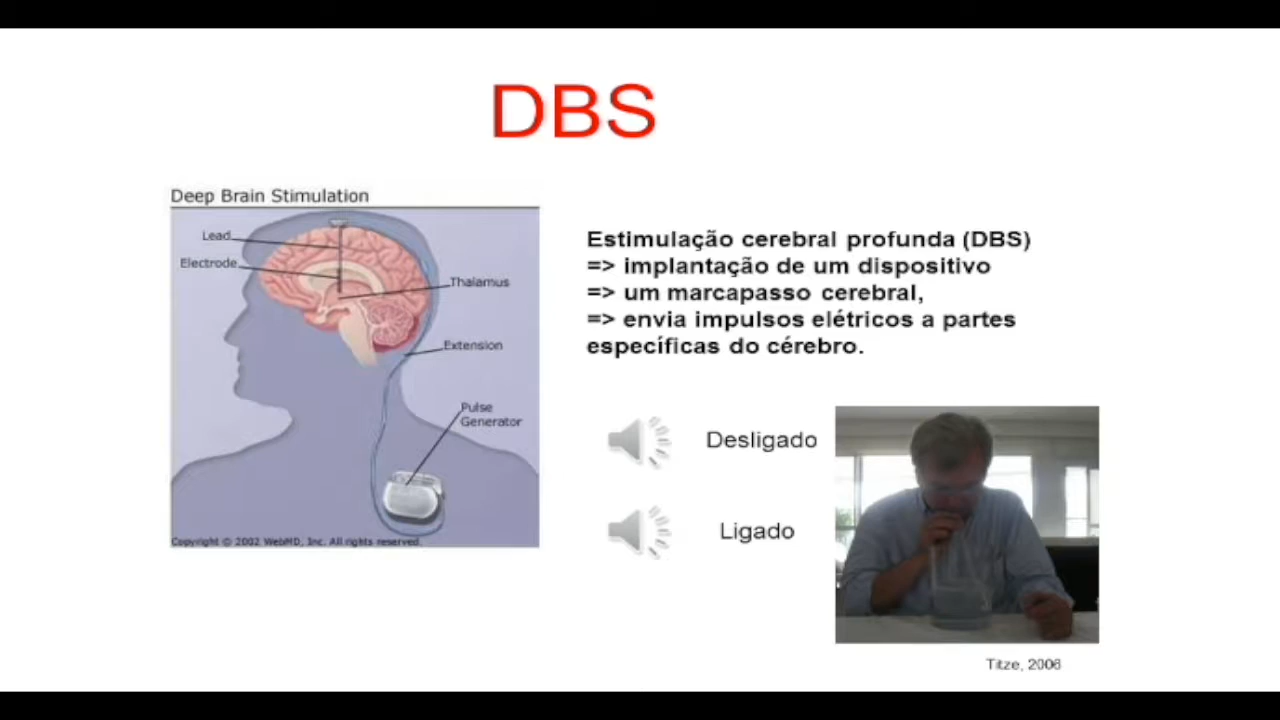 DBS
Deep Brain Stimulation
Lead
Electrode
Thalamus
Extension
Pulse
Generator
Copyright © 2002 WebMD, Inc. All rights reserved.
Estimulação cerebral profunda (DBS)
=> implantação de um dispositivo
=> um marcapasso cerebral,
=> envia impulsos elétricos a partes
específicas do cérebro.
Desligado
Ligado
Titze, 2006